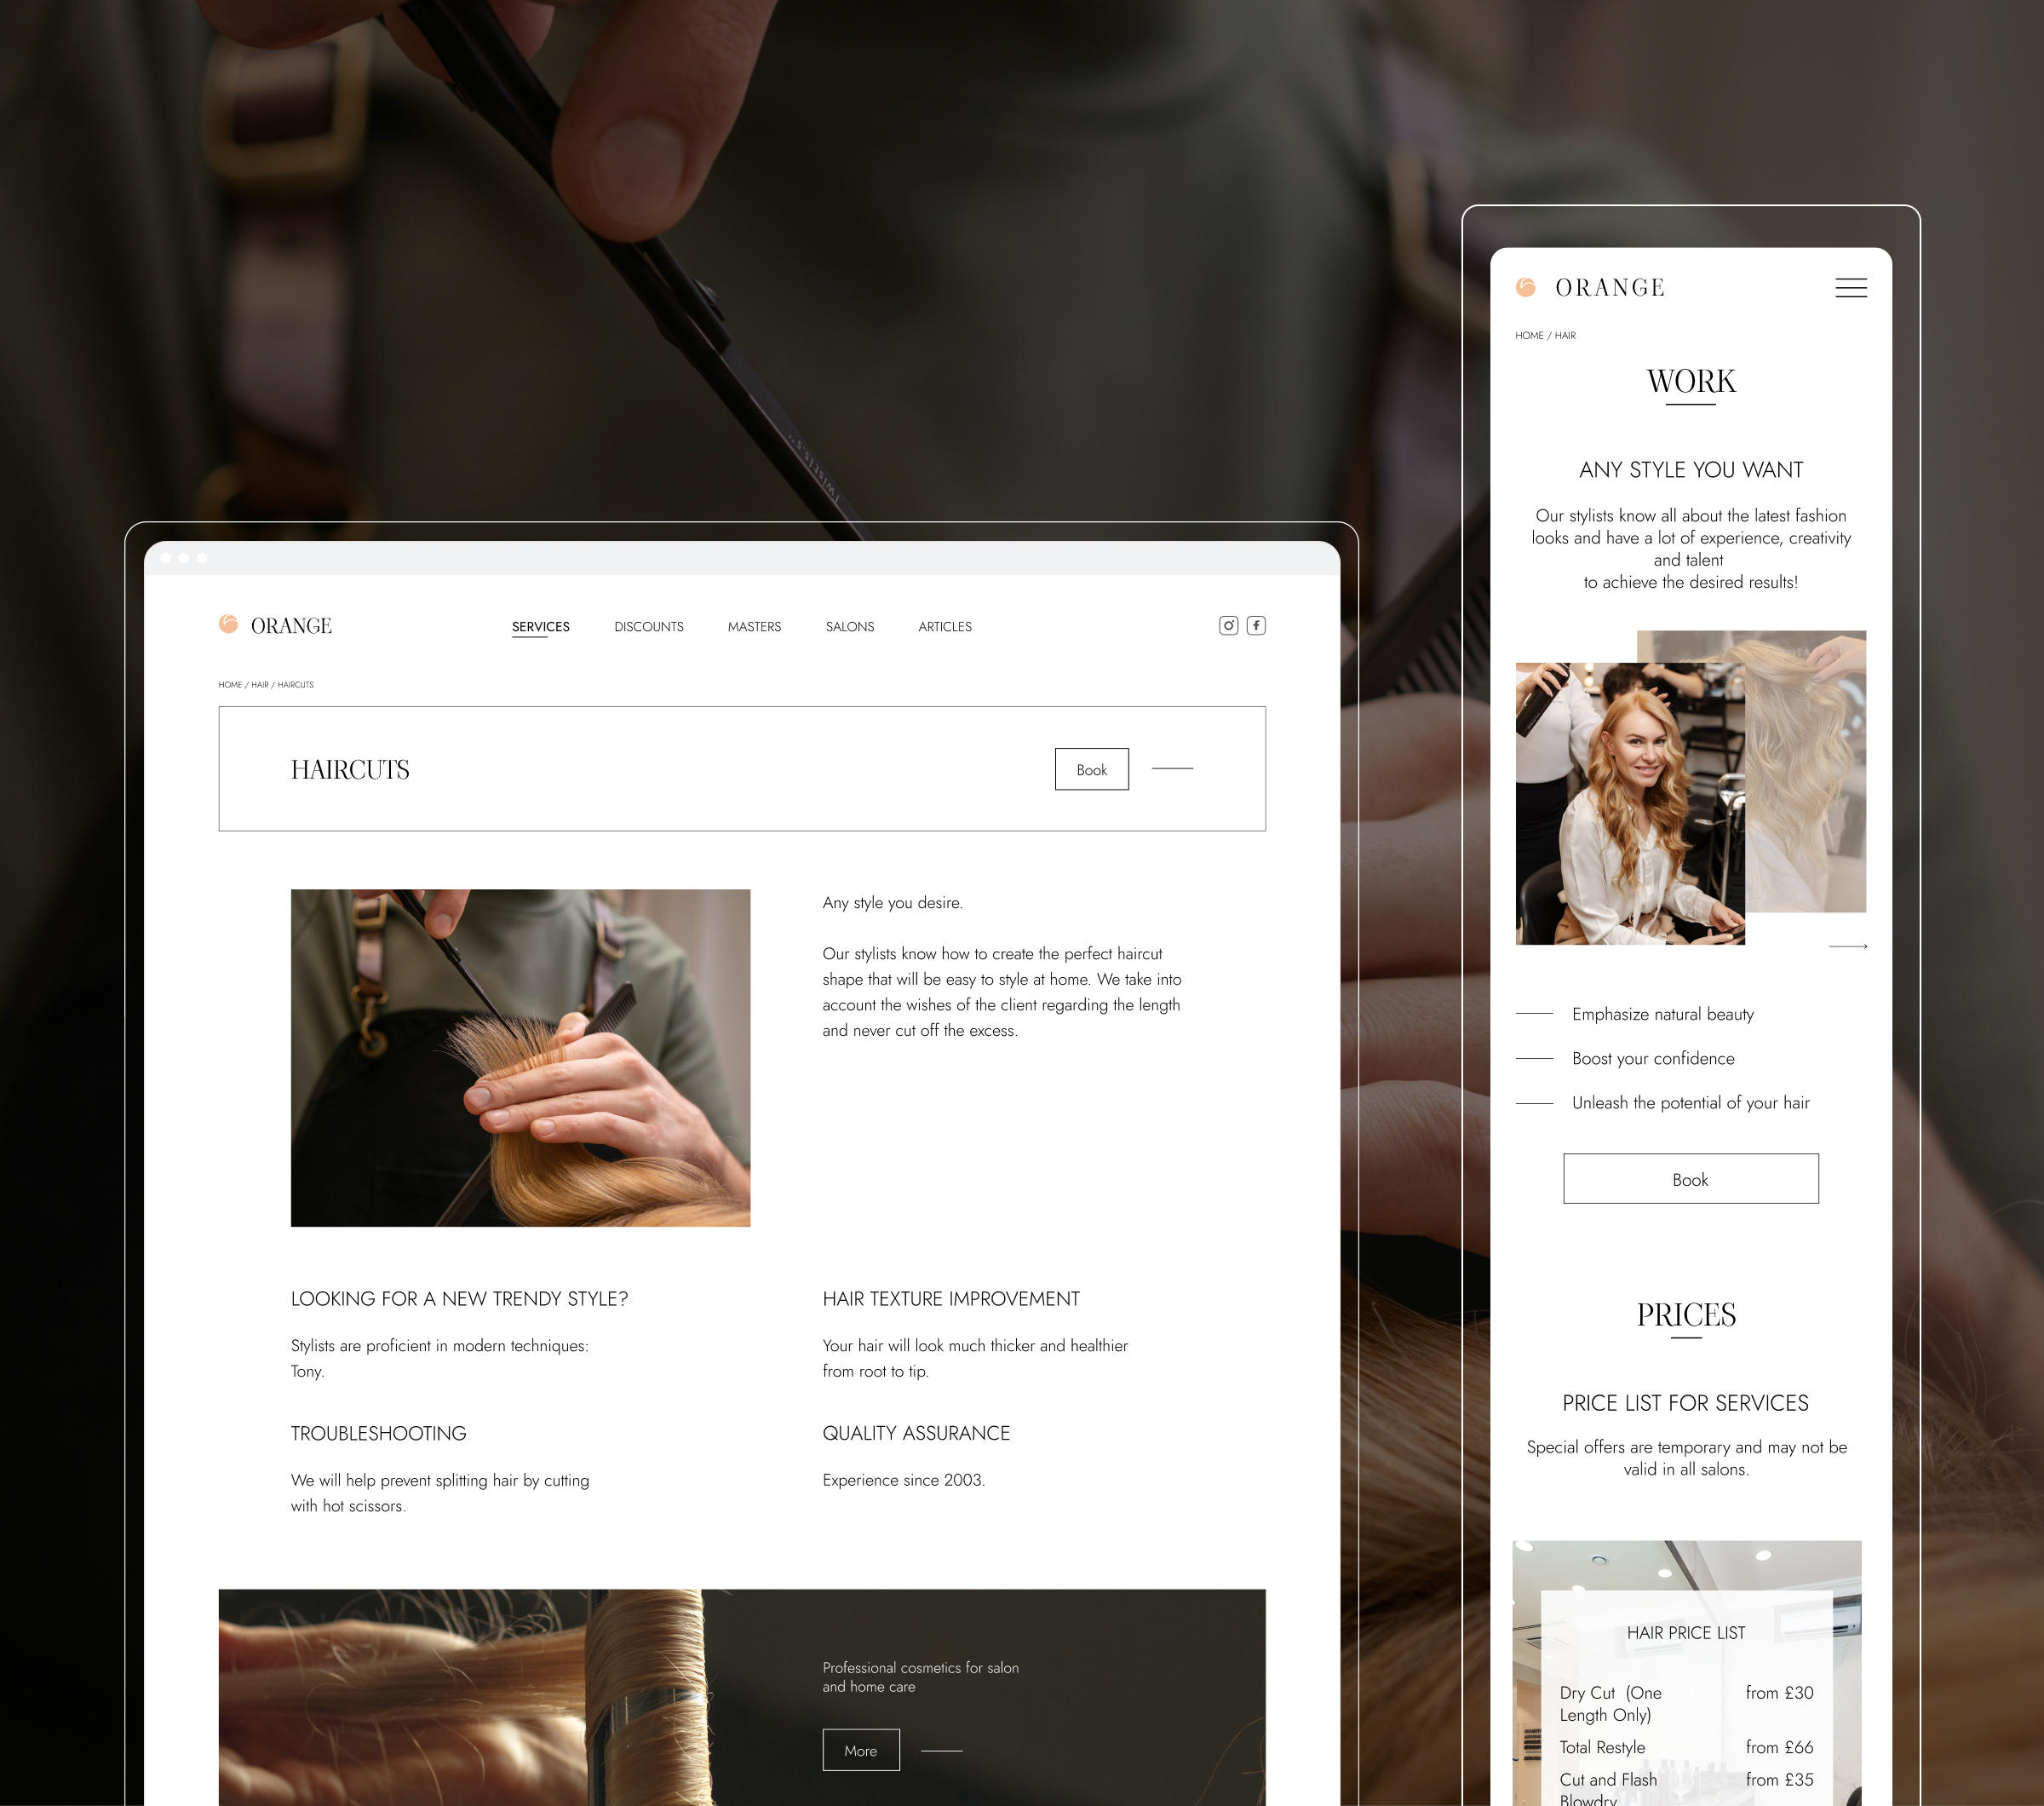 Twist|s.s..
ORANGE
SERVICES
DISCOUNTS
MASTERS
SALONS
ARTICLES
HOME / HAIR / HAIRCUTS
HAIRCUTS
Book
Any style you desire.
Our stylists know how to create the perfect haircut
shape that will be easy to style at home. We take into
account the wishes of the client regarding the length
and never cut off the excess.
LOOKING FOR A NEW TRENDY STYLE?
Stylists are proficient in modern techniques:
Tony.
HAIR TEXTURE IMPROVEMENT
Your hair will look much thicker and healthier
from root to tip.
TROUBLESHOOTING
We will help prevent splitting hair by cutting
with hot scissors.
QUALITY ASSURANCE
Experience since 2003.
Professional cosmetics for salon
and home care
More
ORANGE
HOME / HAIR
WORK
ANY STYLE YOU WANT
Our stylists know all about the latest fashion
looks and have a lot of experience, creativity
and talent
to achieve the desired results!
Emphasize natural beauty
Boost your confidence
Unleash the potential of your hair
Book
PRICES
PRICE LIST FOR SERVICES
Special offers are temporary and may not be
valid in all salons.
HAIR PRICE LIST
Dry Cut (One
Length Only)
from £30
Total Restyle
from £66
Cut and Flash
Blowdry
from £35